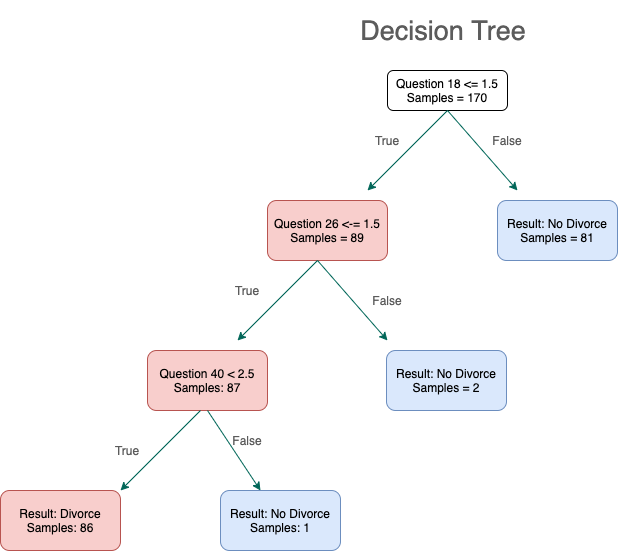 Decision Tree
Question 18 <= 1.5
Samples = 170
True
False
Question 26 <-= 1.5
Samples = 89
Result: No Divorce
Samples = 81
True
False
Question 40 < 2.5
Samples: 87
Result: No Divorce
Samples = 2
True
False
Result: Divorce
Samples: 86
Result: No Divorce
Samples: 1